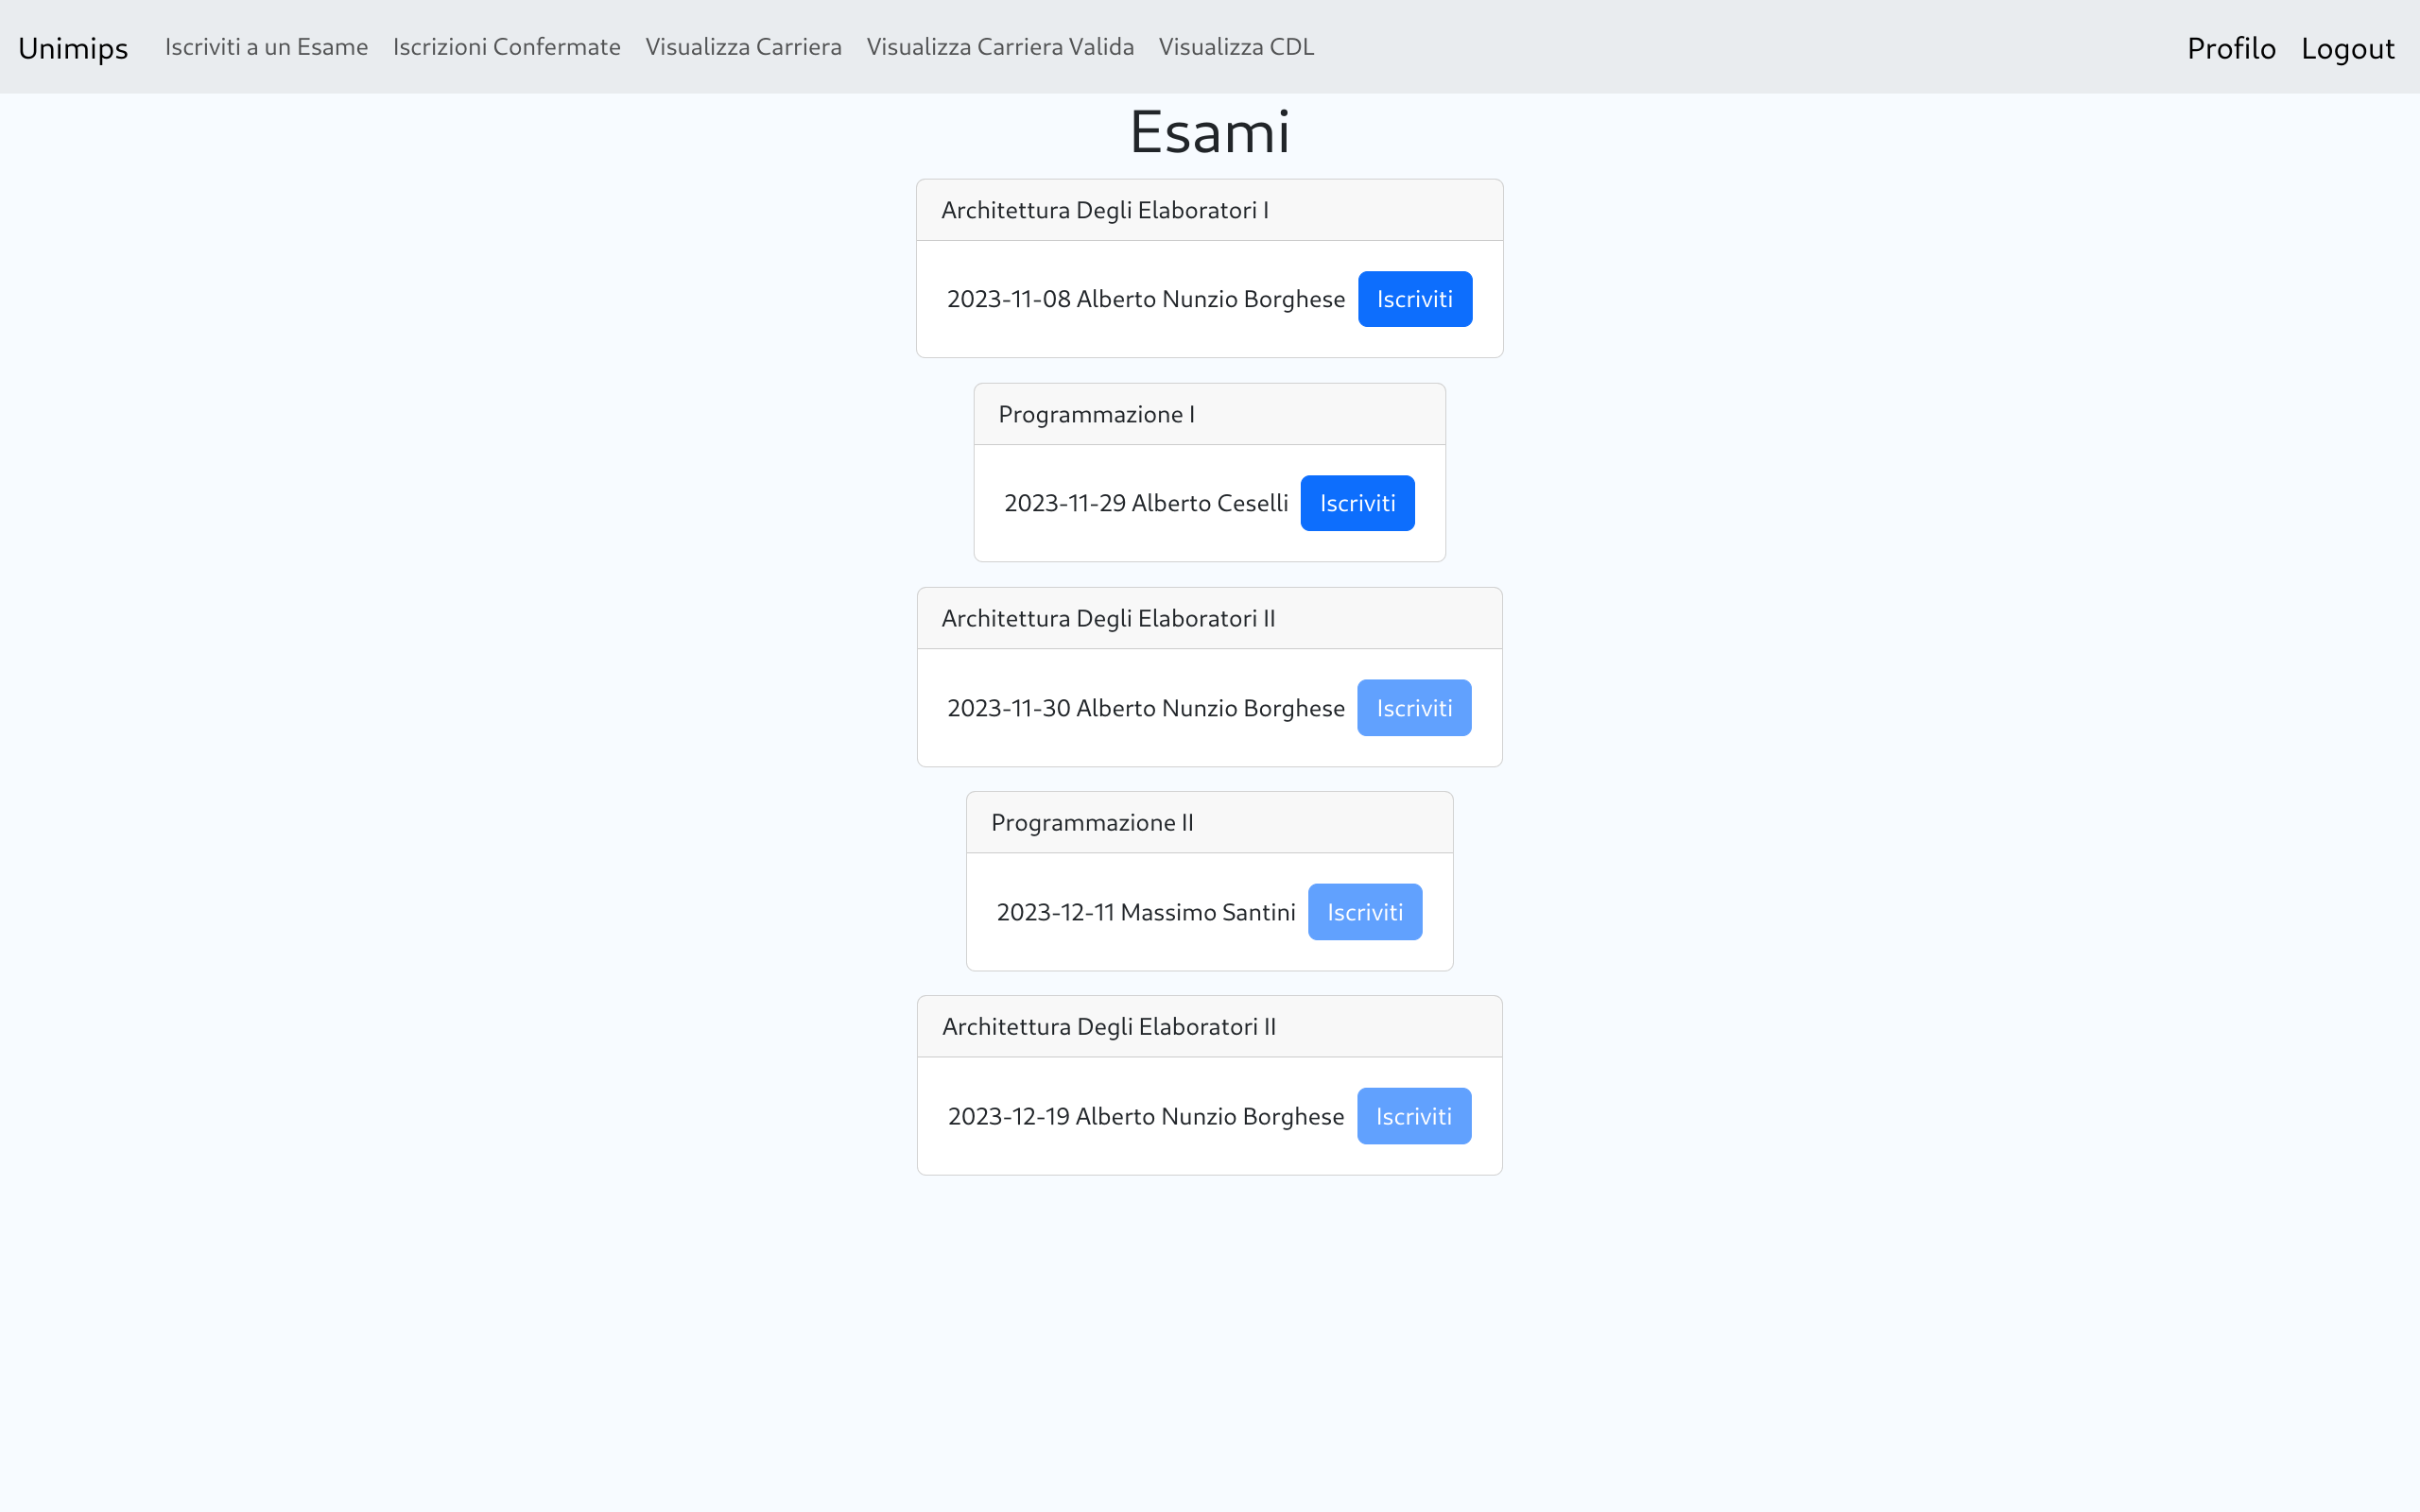 Unimips Iscriviti a un Esame Iscrizioni Confermate Visualizza Carriera Visualizza Carriera Valida Visualizza CDL Profilo Logout
Esami
Architettura Degli Elaboratori I
2023-11-08 Alberto Nunzio Borghese Iscriviti
Programmazione I
2023-11-29 Alberto Ceselli Iscriviti
Architettura Degli Elaboratori II
2023-11-30 Alberto Nunzio Borghese Iscriviti
Programmazione II
2023-12-11 Massimo Santini Iscriviti
Architettura Degli Elaboratori II
2023-12-19 Alberto Nunzio Borghese Iscriviti